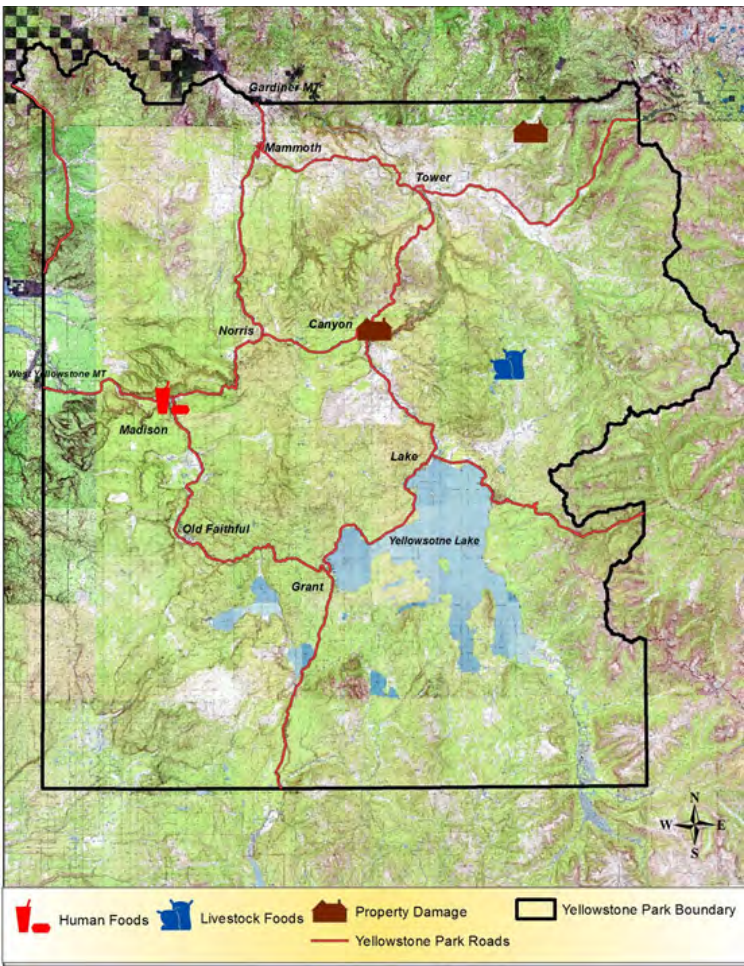 Gardiner MT
Mammoth
Tower
Norris
Canyon
West Yellowstone MT
Madison
Lake
Old Faithful
Yellowsotne Lake
Grant
N
W E
S
Human Foods
Livestock Foods
Property Damage
Yellowstone Park Boundary
Yellowstone Park Roads